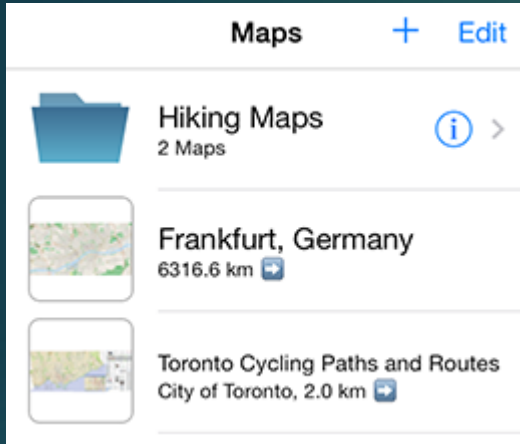 Maps + Edit
Hiking Maps
2 Maps
Frankfurt, Germany
6316.6 km ➡
Toronto Cycling Paths and Routes
City of Toronto, 2.0 km ➡